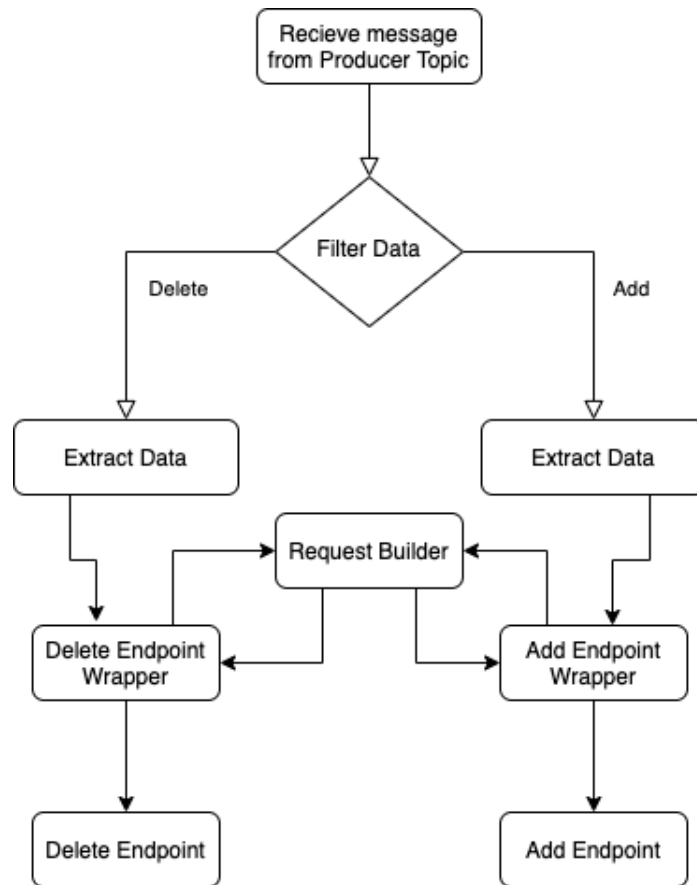 Recieve message
from Producer Topic
Filter Data
Delete
Add
Extract Data
Extract Data
Request Builder
Delete Endpoint
Wrapper
Add Endpoint
Wrapper
Delete Endpoint
Add Endpoint